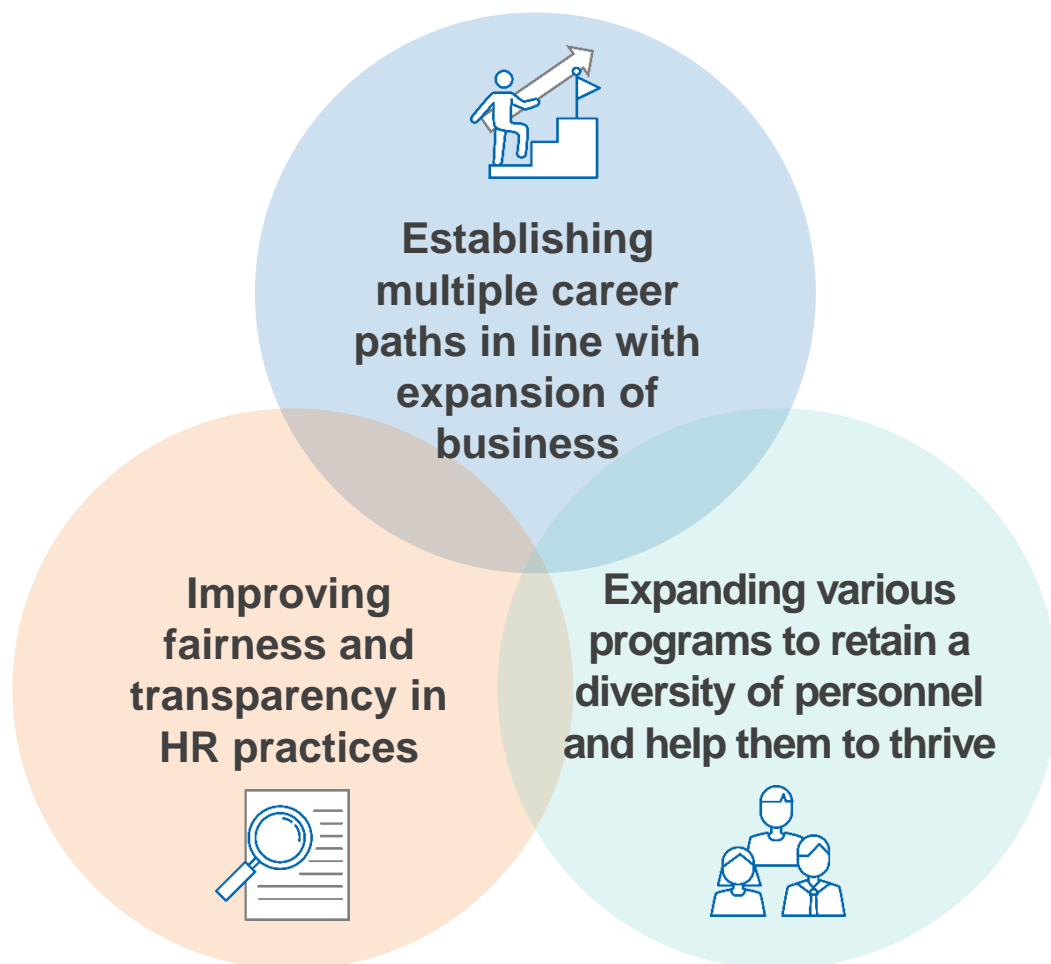 Establishing
multiple career
paths in line with
expansion of
business
Improving
fairness and
transparency in
HR practices
Expanding various
programs to retain a
diversity of personnel
and help them to thrive